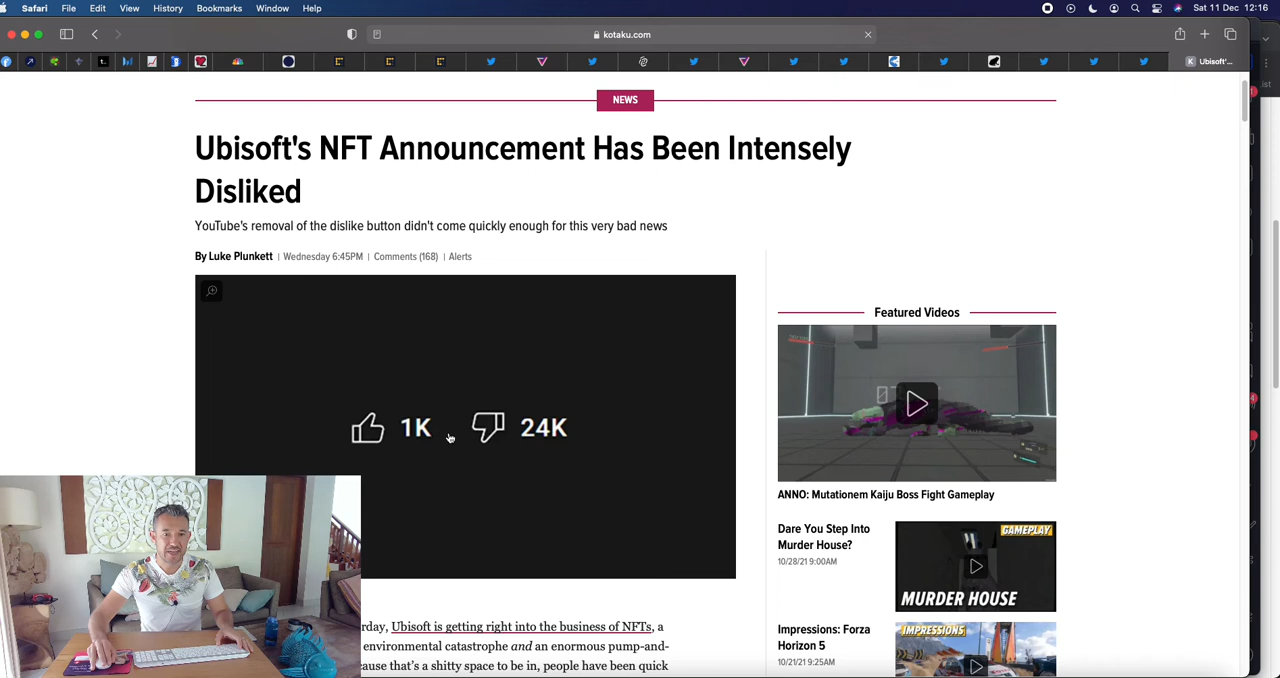 Safari File Edit View History Bookmarks Window Help
Sat 11 Dec 12:16
kotaku.com
Ubisoft'...
NEWS
Ubisoft's NFT Announcement Has Been Intensely
Disliked
YouTube's removal of the dislike button didn't come quickly enough for this very bad news
By Luke Plunkett | Wednesday 6:45PM | Comments (168) | Alerts
1K 24K
Featured Videos
ANNO: Mutationem Kaiju Boss Fight Gameplay
Dare You Step Into
Murder House?
10/28/21 9:00AM
GAMEPLAY
MURDER HOUSE
Impressions: Forza
Horizon 5
10/21/21 9:25AM
IMPRESSIONS
rday, Ubisoft is getting right into the business of NFTs, a
environmental catastrophe and an enormous pump-and-
ause that's a shitty space to be in, people have been quick